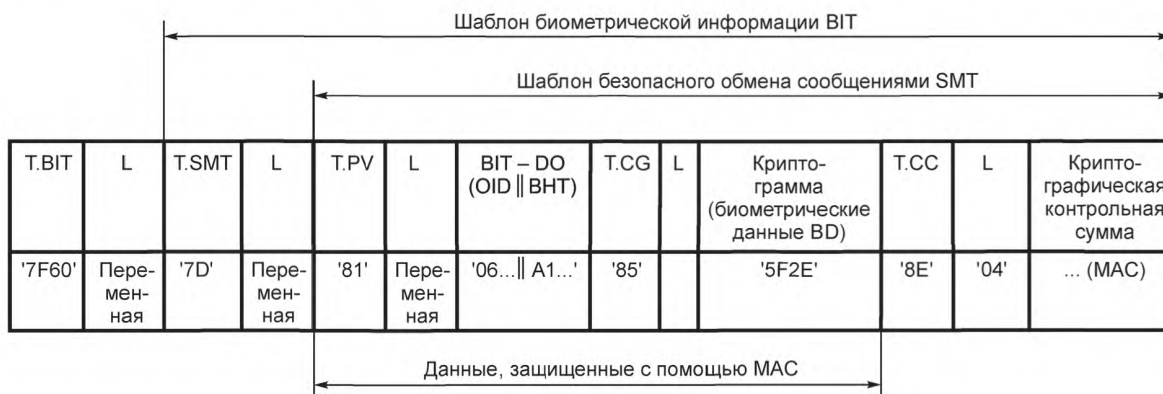 Шаблон биометрической информации BIT
Шаблон безопасного обмена сообщениями SMT
T.BIT L T.SMT L T.PV L BIT – DO T.CG L Крипто- T.CC L Крипто-
(OID || BHT) грамма графическая
(биометрические контрольная
данные BD) сумма
'7F60' Пере- '7D' Пере- '81' Пере- '06...|| A1...' '85' '5F2E' '8E' '04' ... (MAC)
мен- мен- мен-
ная ная ная
Данные, защищенные с помощью MAC